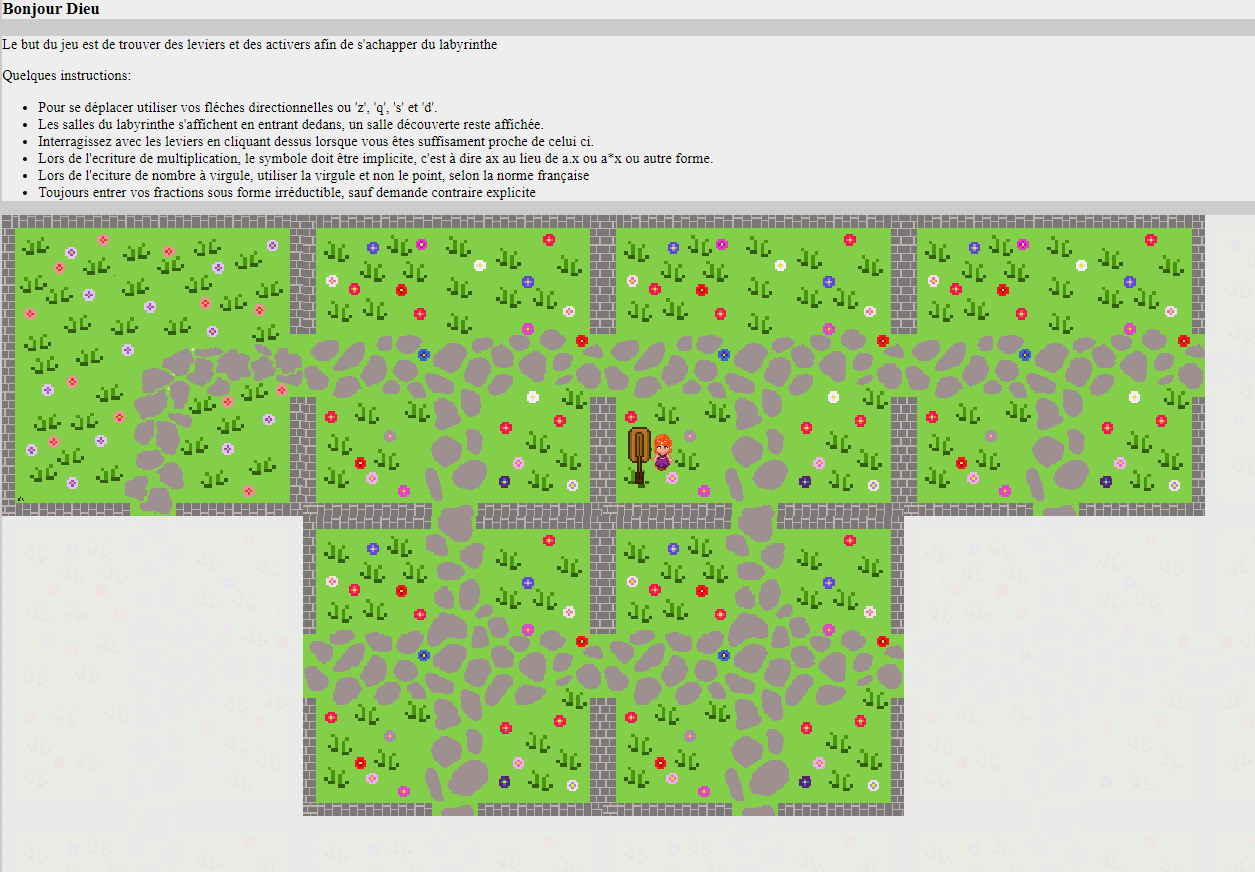 Bonjour Dieu
Le but du jeu est de trouver des leviers et des activers afin de s'achapper du labyrinthe
Quelques instructions:
Pour se déplacer utiliser vos fléches directionnelles ou 'z', 'q', 's' et 'd'.
Les salles du labyrinthe s'affichent en entrant dedans, un salle découverte reste affichée.
Interragissez avec les leviers en cliquant dessus lorsque vous êtes suffisament proche de celui ci.
Lors de l'ecriture de multiplication, le symbole doit être implicite, c'est à dire ax au lieu de a.x ou a*x ou autre forme.
Lors de l'eciture de nombre à virgule, utiliser la virgule et non le point, selon la norme française
Toujours entrer vos fractions sous forme irréductible, sauf demande contraire explicite